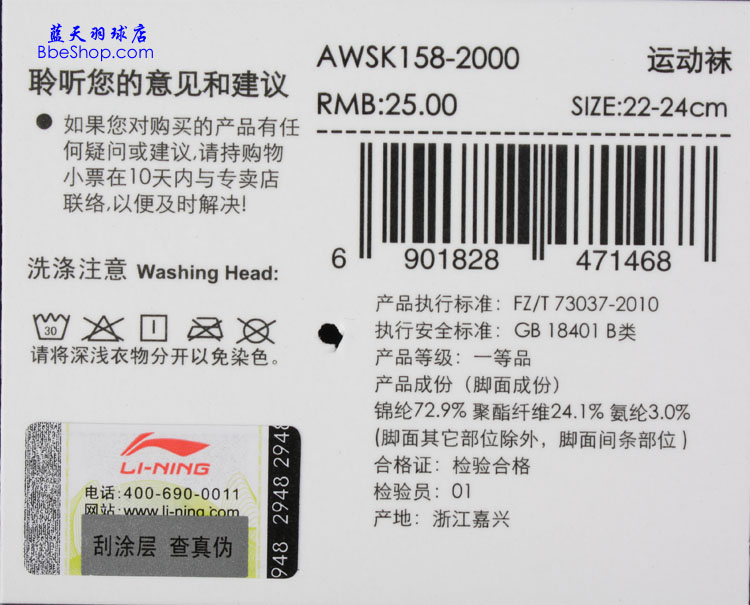 蓝天羽球店
BbeShop.com
聆听您的意见和建议
如果您对购买的产品有任
何疑问或建议,请持购物
小票在10天内与专卖店
联络,以便及时解决!
洗涤注意 Washing Head:
30
请将深浅衣物分开以免染色。
LI-NING
电话:400-690-0011
网站:www.li-ning.com
刮涂层 查真伪
948 2948 2948
AWSK158-2000 运动袜
RMB:25.00 SIZE:22-24cm
6 901828 471468
产品执行标准: FZ/T 73037-2010
执行安全标准: GB 18401 B类
产品等级: 一等品
产品成份（脚面成份）
锦纶72.9% 聚酯纤维24.1% 氨纶3.0%
(脚面其它部位除外，脚面间条部位)
合格证: 检验合格
检验员: 01
产地: 浙江嘉兴